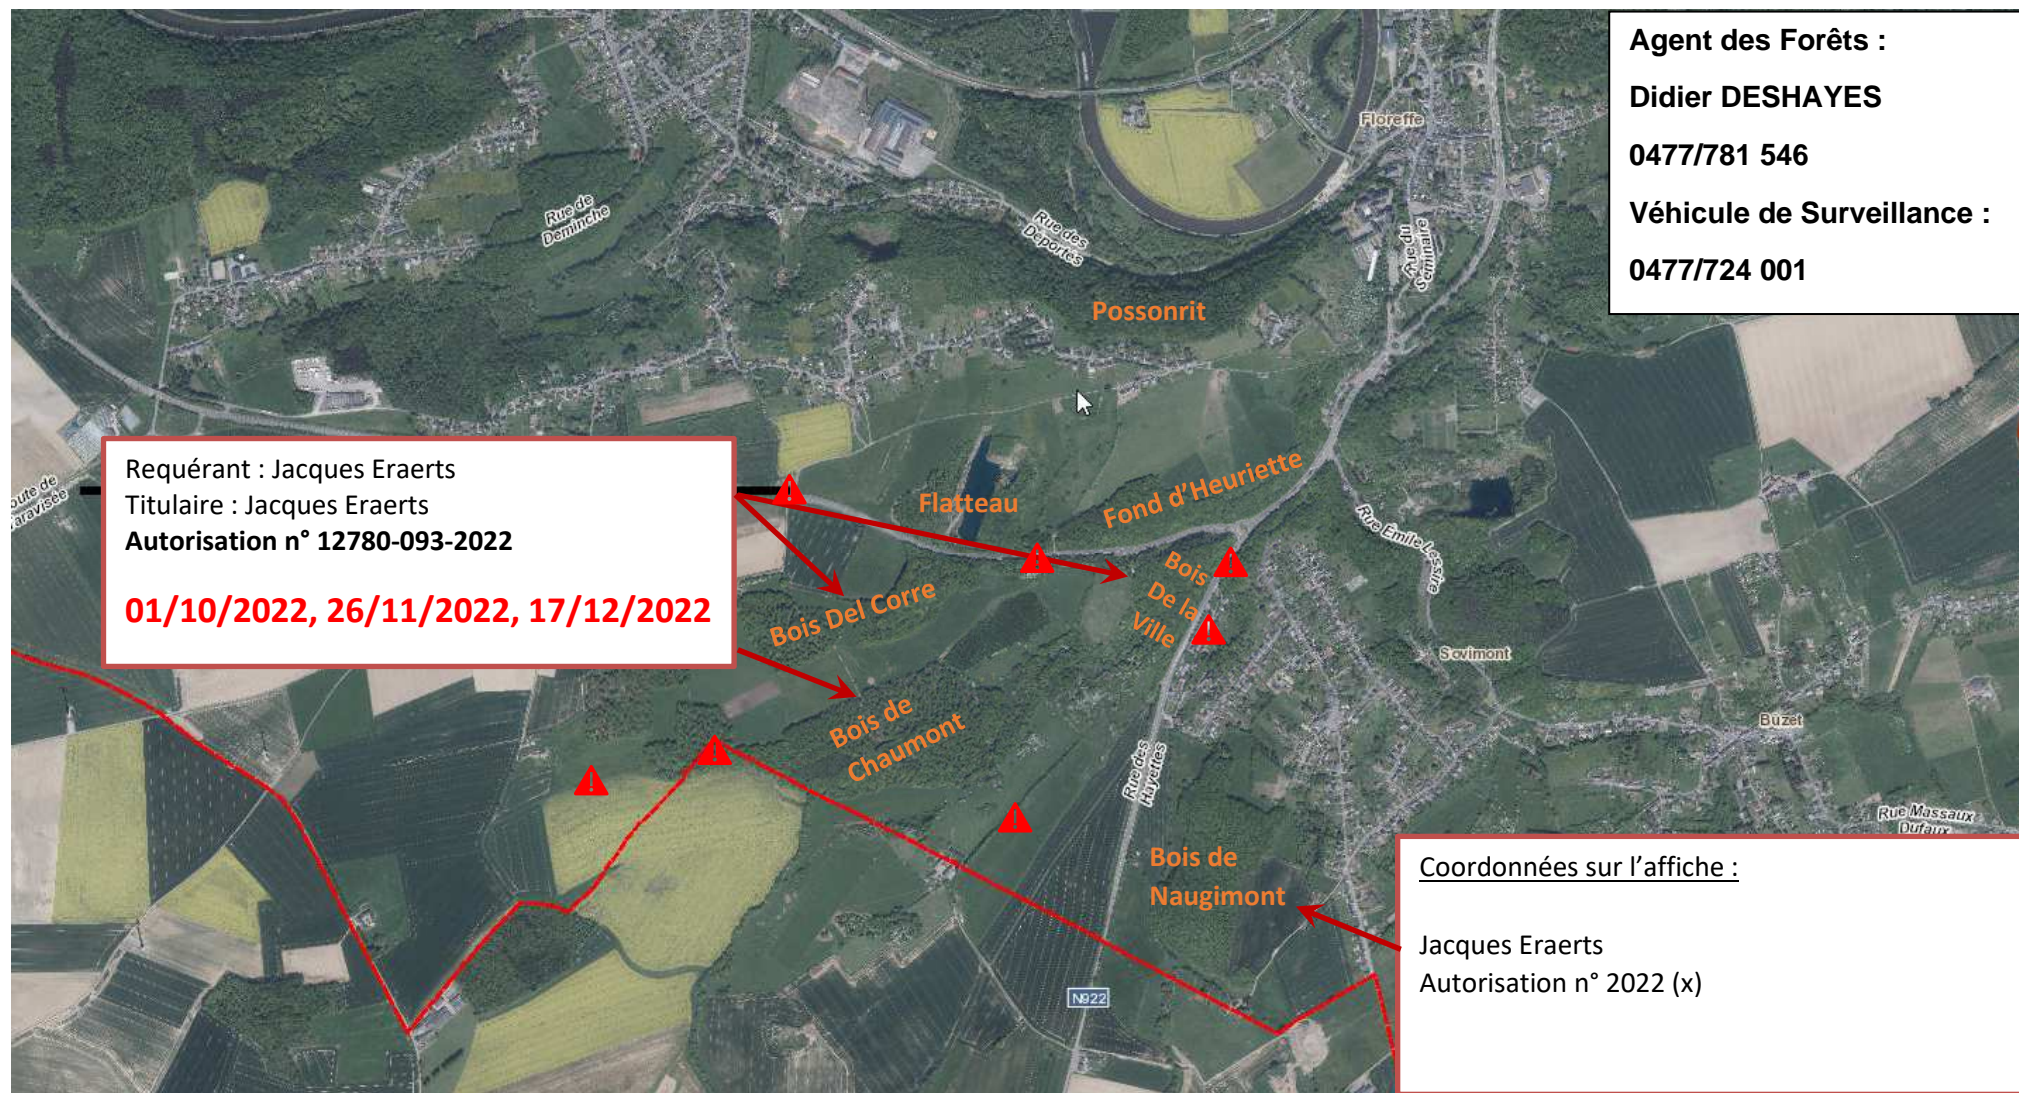 Agent des Forêts :
Didier DESHAYES
0477/781 546
Véhicule de Surveillance :
0477/724 001
Floreffe
Rue de
Deminche
Rue des
Déportés
Rue du
Séminaire
Possonrit
Requérant : Jacques Eraerts
Titulaire : Jacques Eraerts
Autorisation n° 12780-093-2022
01/10/2022, 26/11/2022, 17/12/2022
Flatteau
Fond d'Heuriette
Rue Émile Lessire
Bois
De la
Ville
Bois Del Corre
Sovimont
Buzet
Bois de
Chaumont
Rue des
Hayettes
Rue Massaux
Dufaux
Bois de
Naugimont
N922
Coordonnées sur l'affiche :
Jacques Eraerts
Autorisation n° 2022 (x)